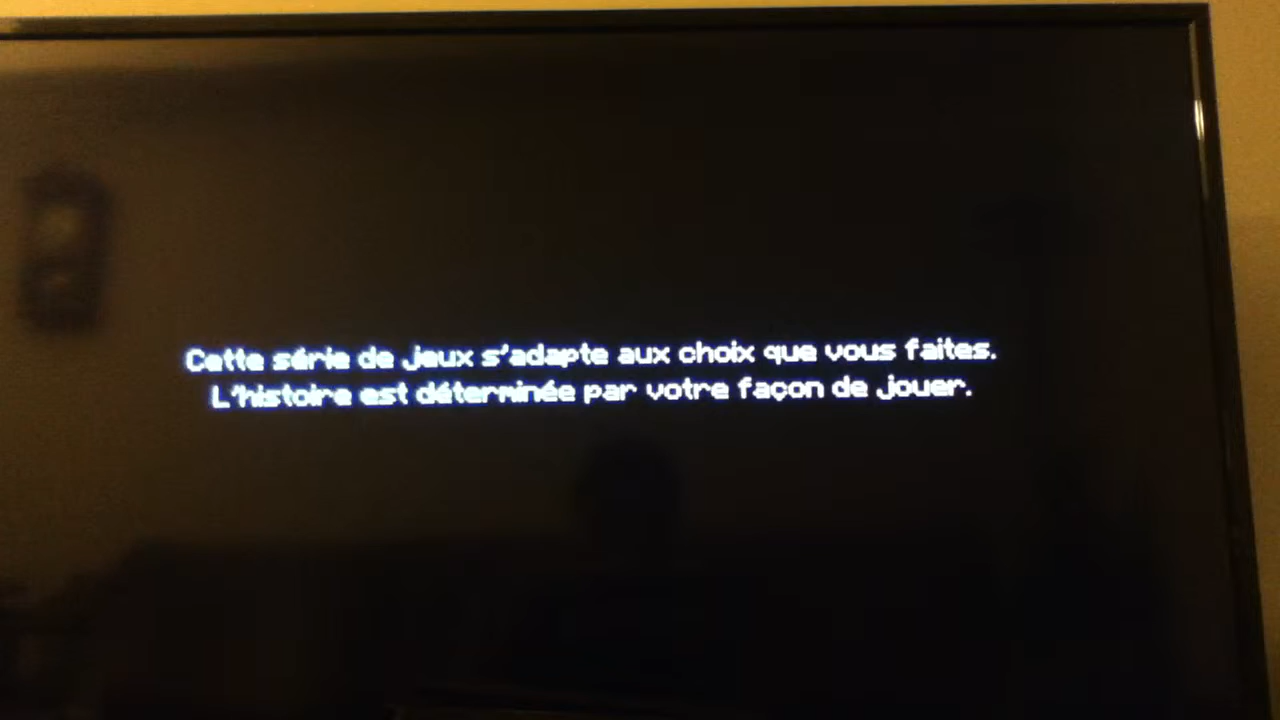 Cette série de jeux s'adapte aux choix que vous faites.
L'histoire est déterminée par votre façon de jouer.